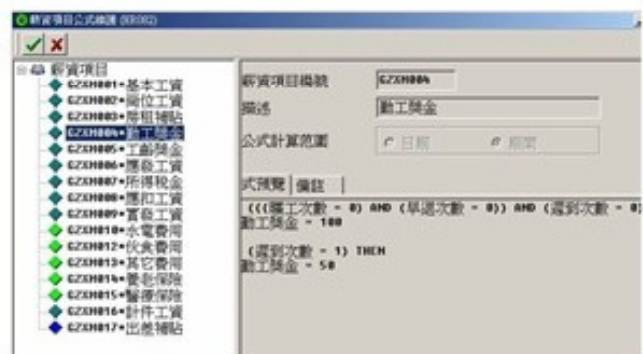 薪資項目公式維護 (HR082)
薪資項目
GZXM001•基本工資
GZXM002•崗位工資
GZXM003•房租補貼
GZXM004•勤工獎金
GZXM005•工齡獎金
GZXM006•應發工資
GZXM007•所得稅金
GZXM008•應扣工資
GZXM009•實發工資
GZXM010•水電費用
GZXM012•伙食費用
GZXM013•其它費用
GZXM014•養老保險
GZXM015•醫療保險
GZXM016•計件工資
GZXM017•出差補貼
薪資項目編號 GZXM004
描述 勤工獎金
公式計算范圍 日期 期間
式預覽 備註
(((曠工次數 = 0) AND (早退次數 = 0)) AND (遲到次數 = 0
勤工獎金 = 100
(遲到次數 = 1) THEN
勤工獎金 = 50